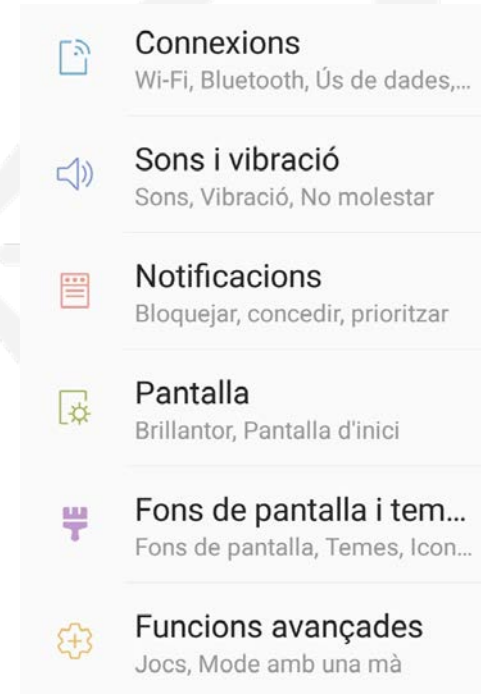 Connexions
Wi-Fi, Bluetooth, Ús de dades,...
Sons i vibració
Sons, Vibració, No molestar
Notificacions
Bloquejar, concedir, prioritzar
Pantalla
Brillantor, Pantalla d'inici
Fons de pantalla i tem...
Fons de pantalla, Temes, Icon...
Funcions avançades
Jocs, Mode amb una mà